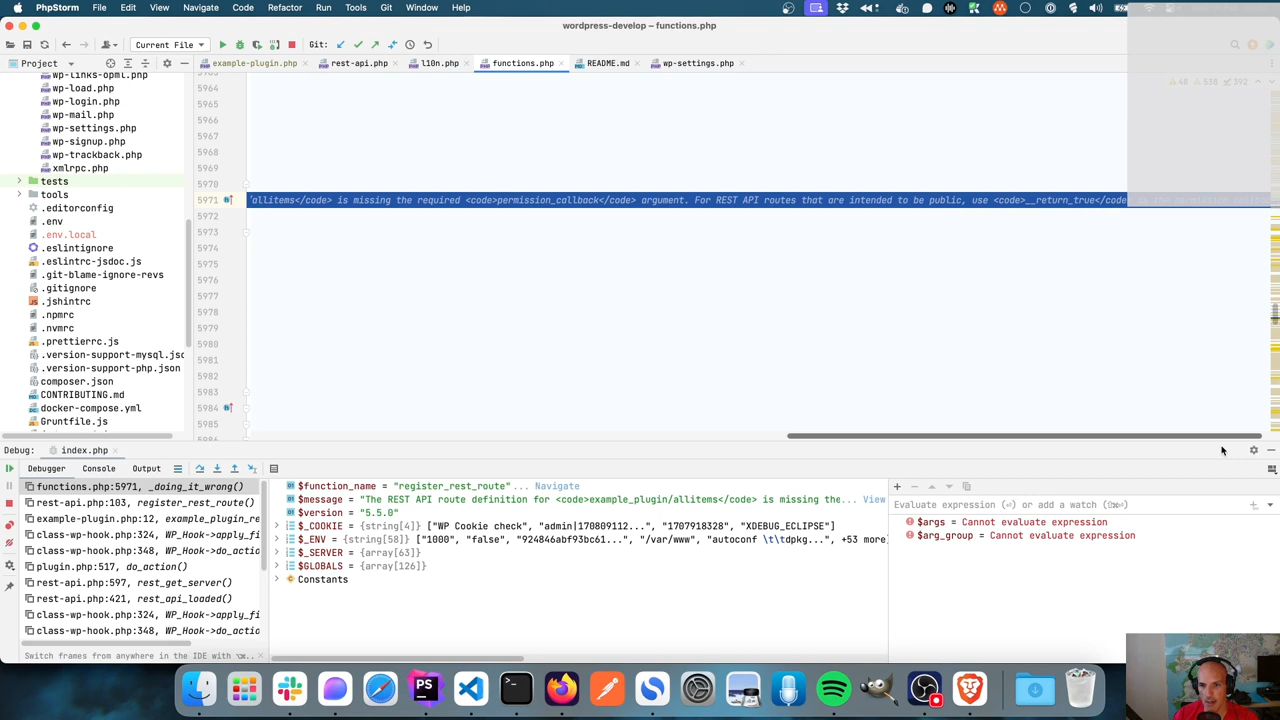 PhpStorm File Edit View Navigate Code Refactor Run Tools Git Window Help
wordpress-develop – functions.php
Current File Git:
Project example-plugin.php rest-api.php l10n.php functions.php README.md wp-settings.php
wp-links-opml.php
wp-load.php
wp-login.php
wp-mail.php
wp-settings.php
wp-signup.php
wp-trackback.php
xmlrpc.php
tests
tools
.editorconfig
.env
.env.local
.eslintignore
.eslintrc-jsdoc.js
.git-blame-ignore-revs
.gitignore
.jshintrc
.npmrc
.nvmrc
.prettierrc.js
.version-support-mysql.jsc
.version-support-php.json
composer.json
CONTRIBUTING.md
docker-compose.yml
Gruntfile.js
48 538 392
5964
5965
5966
5967
5968
5969
5970
5971 'allitems</code> is missing the required <code>permission_callback</code> argument. For REST API routes that are intended to be public, use <code>__return_true</code>
5972
5973
5974
5975
5976
5977
5978
5979
5980
5981
5982
5983
5984
5985
Debug: index.php
Debugger Console Output
functions.php:5971, _doing_it_wrong()
rest-api.php:103, register_rest_route()
example-plugin.php:12, example_plugin_re
class-wp-hook.php:324, WP_Hook->apply_fi
class-wp-hook.php:348, WP_Hook->do_actio
plugin.php:517, do_action()
rest-api.php:597, rest_get_server()
rest-api.php:421, rest_api_loaded()
class-wp-hook.php:324, WP_Hook->apply_fi
class-wp-hook.php:348, WP_Hook->do_actio
Switch frames from anywhere in the IDE with
$function_name = "register_rest_route"... Navigate
$message = "The REST API route definition for <code>example_plugin/allitems</code> is missing the... View
$version = "5.5.0"
$_COOKIE = {string[4]} ["WP Cookie check", "admin|170809112...", "1707918328", "XDEBUG_ECLIPSE"]
$_ENV = {string[58]} ["1000", "false", "924846abf93bc61...", "/var/www", "autoconf \t\tdpkg...", +53 more]
$_SERVER = {array[63]}
$GLOBALS = {array[126]}
Constants
Evaluate expression (⏎) or add a watch (⇧⌘⏎)
$args = Cannot evaluate expression
$arg_group = Cannot evaluate expression
PS